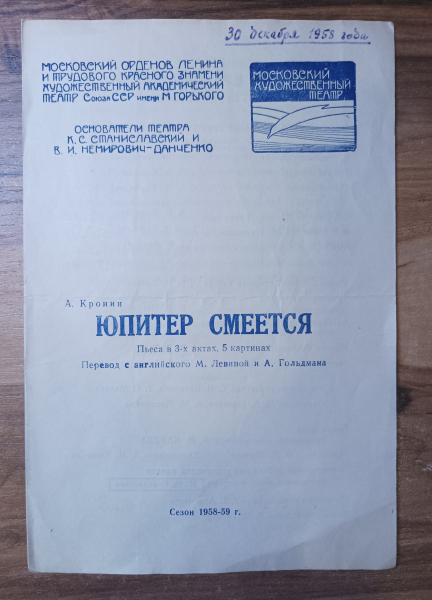 30 декабря 1958 года
МОСКОВСКИЙ ОРДЕНОВ ЛЕНИНА
И ТРУДОВОГО КРАСНОГО ЗНАМЕНИ
ХУДОЖЕСТВЕННЫЙ АКАДЕМИЧЕСКИЙ
ТЕАТР СОЮЗА ССР ИМЕНИ М ГОРЬКОГО
МОСКОВСКИЙ
ХУДОЖЕСТВЕННЫЙ
ТЕАТР
ОСНОВАТЕЛИ ТЕАТРА
К. С. СТАНИСЛАВСКИЙ И
В. И. НЕМИРОВИЧ-ДАНЧЕНКО
А. Кронин
ЮПИТЕР СМЕЕТСЯ
Пьеса в 3-х актах, 5 картинах
Перевод с английского М. Левиной и А. Гольдмана
Сезон 1958-59 г.